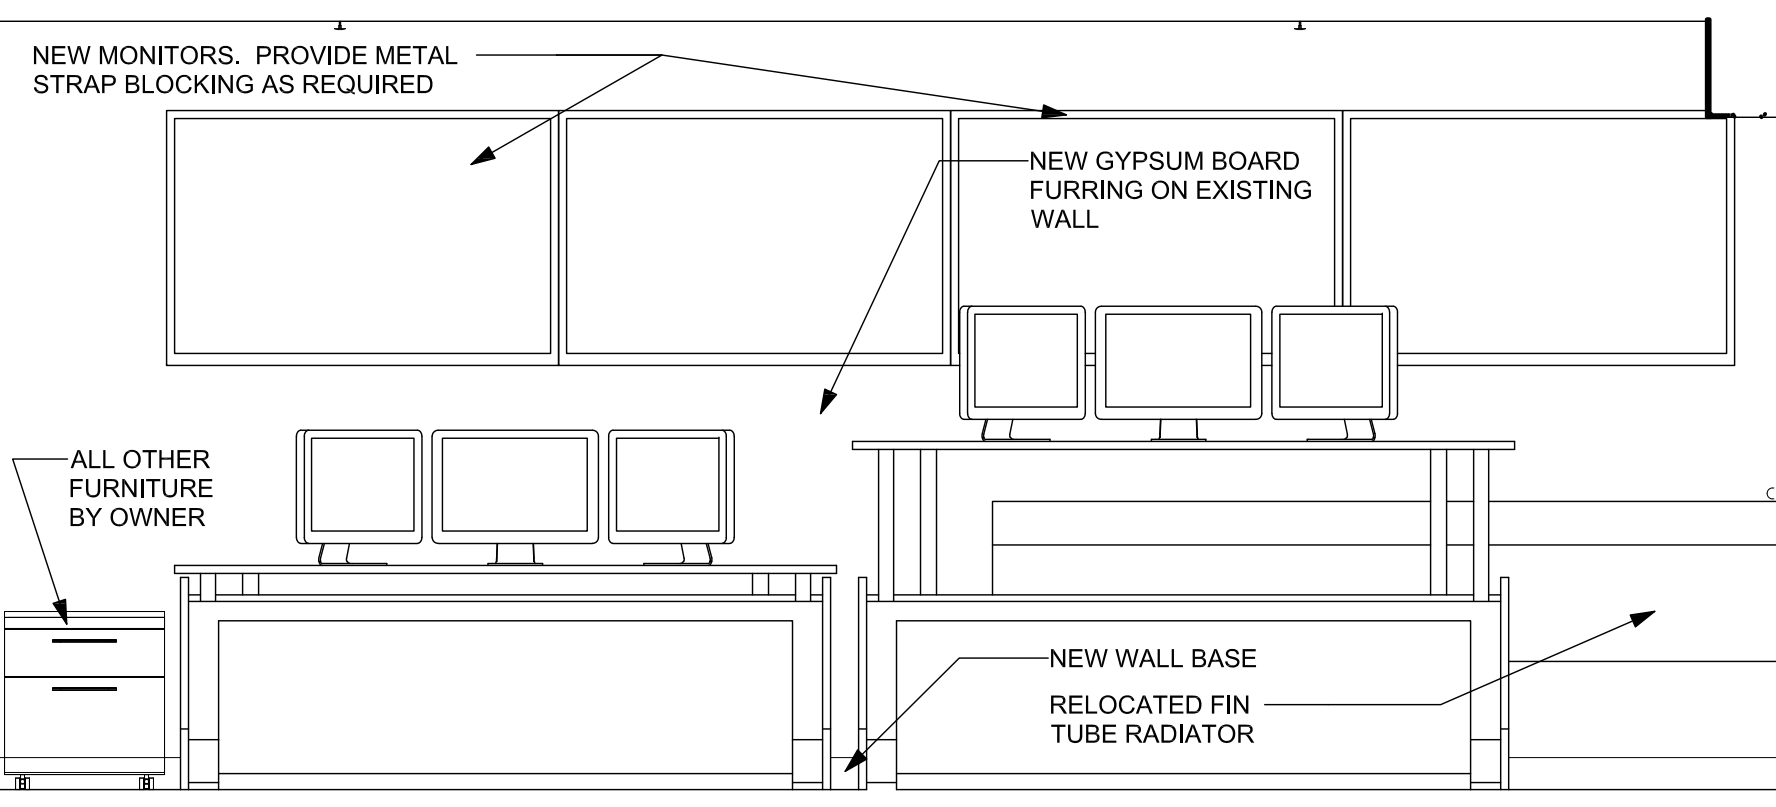 NEW MONITORS.  PROVIDE METAL
STRAP BLOCKING AS REQUIRED
NEW GYPSUM BOARD
FURRING ON EXISTING
WALL
ALL OTHER
FURNITURE
BY OWNER
NEW WALL BASE
RELOCATED FIN
TUBE RADIATOR